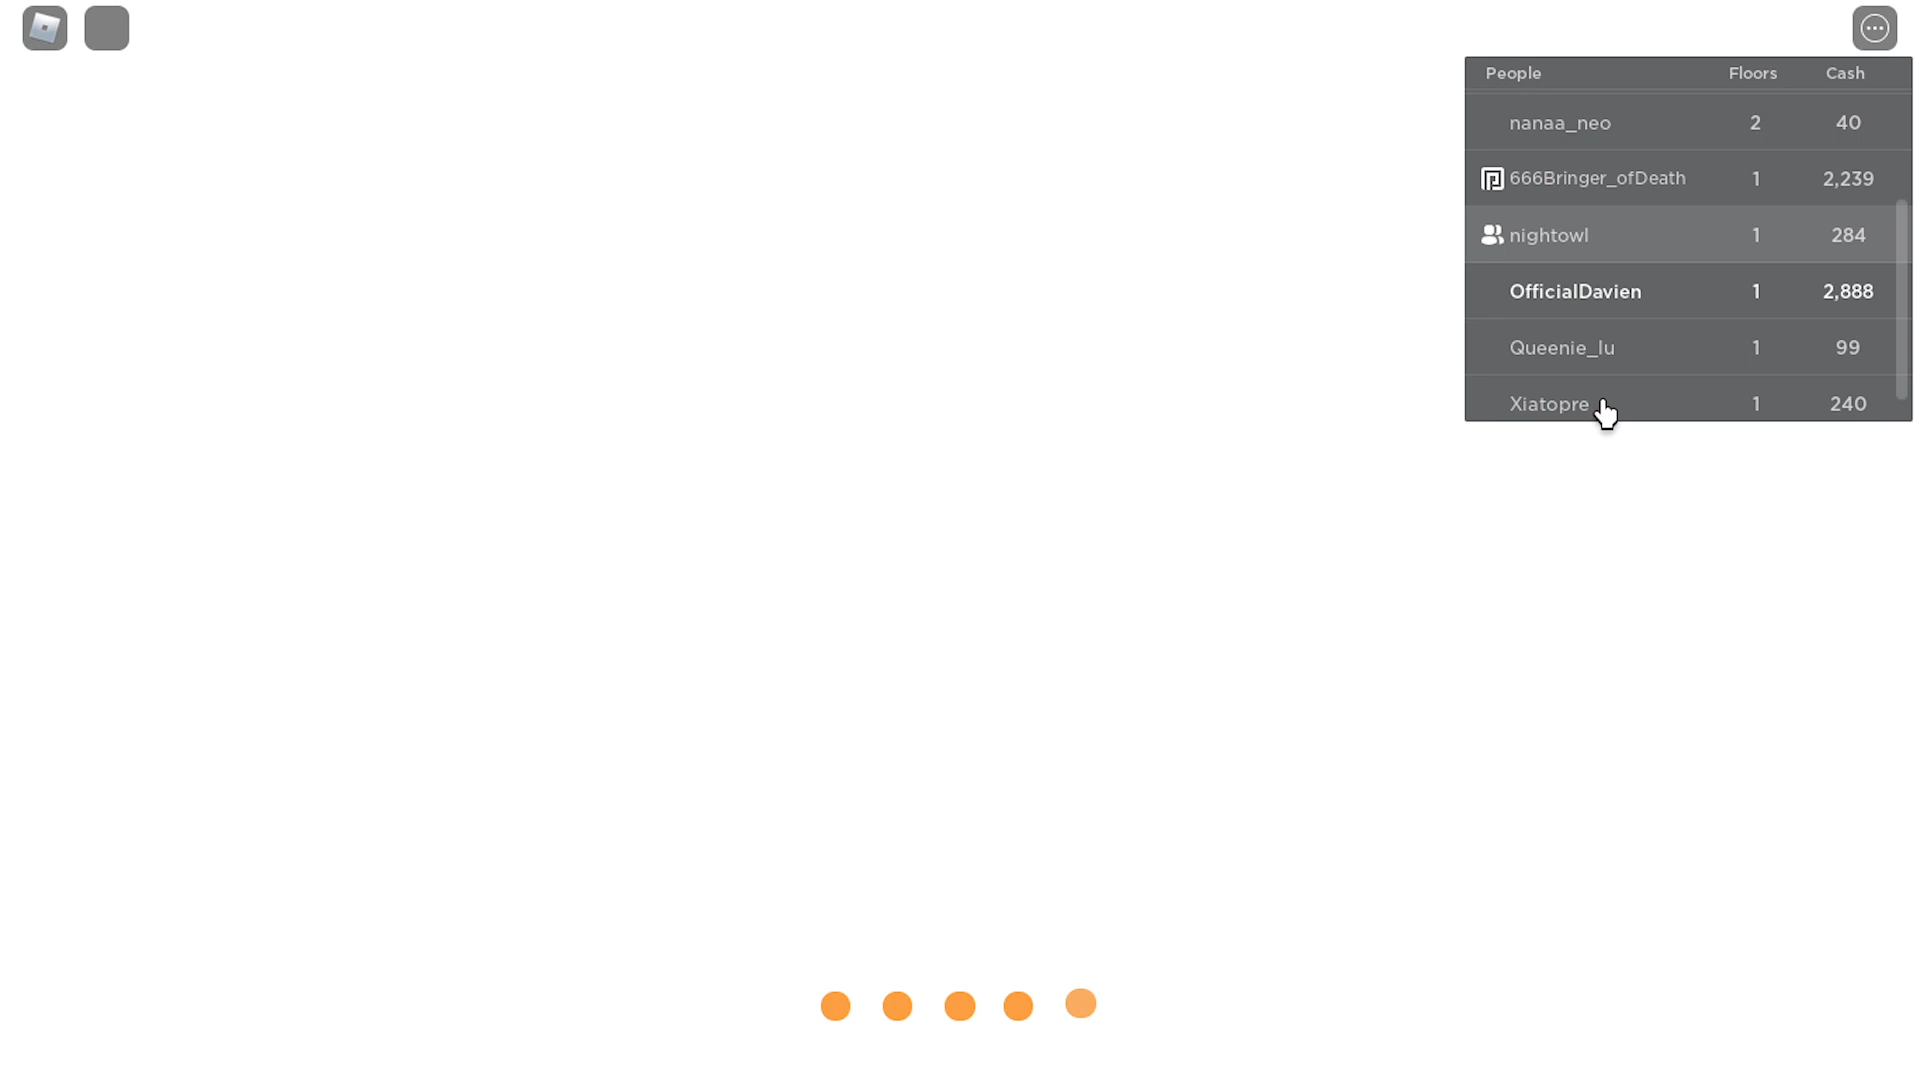 People Floors Cash
nanaa_neo 2 40
666Bringer_ofDeath 1 2,239
nightowl 1 284
OfficialDavien 1 2,888
Queenie_lu 1 99
Xiatopre 1 240